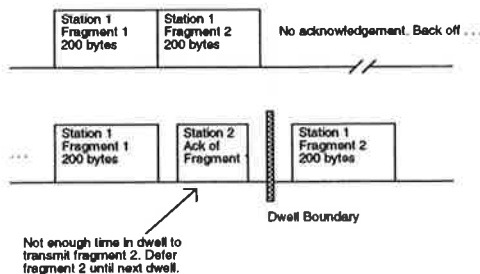 Station 1
Fragment 1
200 bytes
Station 1
Fragment 2
200 bytes
No acknowledgement. Back off ...
...
Station 1
Fragment 1
200 bytes
Station 2
Ack of
Fragment 1
Station 1
Fragment 2
200 bytes
Dwell Boundary
Not enough time in dwell to
transmit fragment 2. Defer
fragment 2 until next dwell.